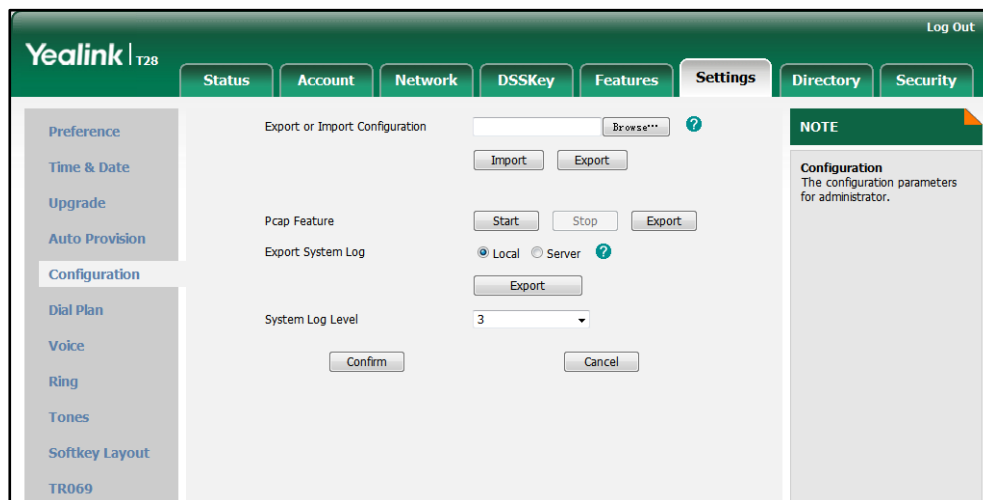 Log Out
Yealink | T28
Status Account Network DSSKey Features Settings Directory Security
Preference
Time & Date
Upgrade
Auto Provision
Configuration
Dial Plan
Voice
Ring
Tones
Softkey Layout
TR069
Export or Import Configuration Browse... ?
Import Export
Pcap Feature Start Stop Export
Export System Log Local Server ?
Export
System Log Level 3
Confirm Cancel
NOTE
Configuration
The configuration parameters
for administrator.